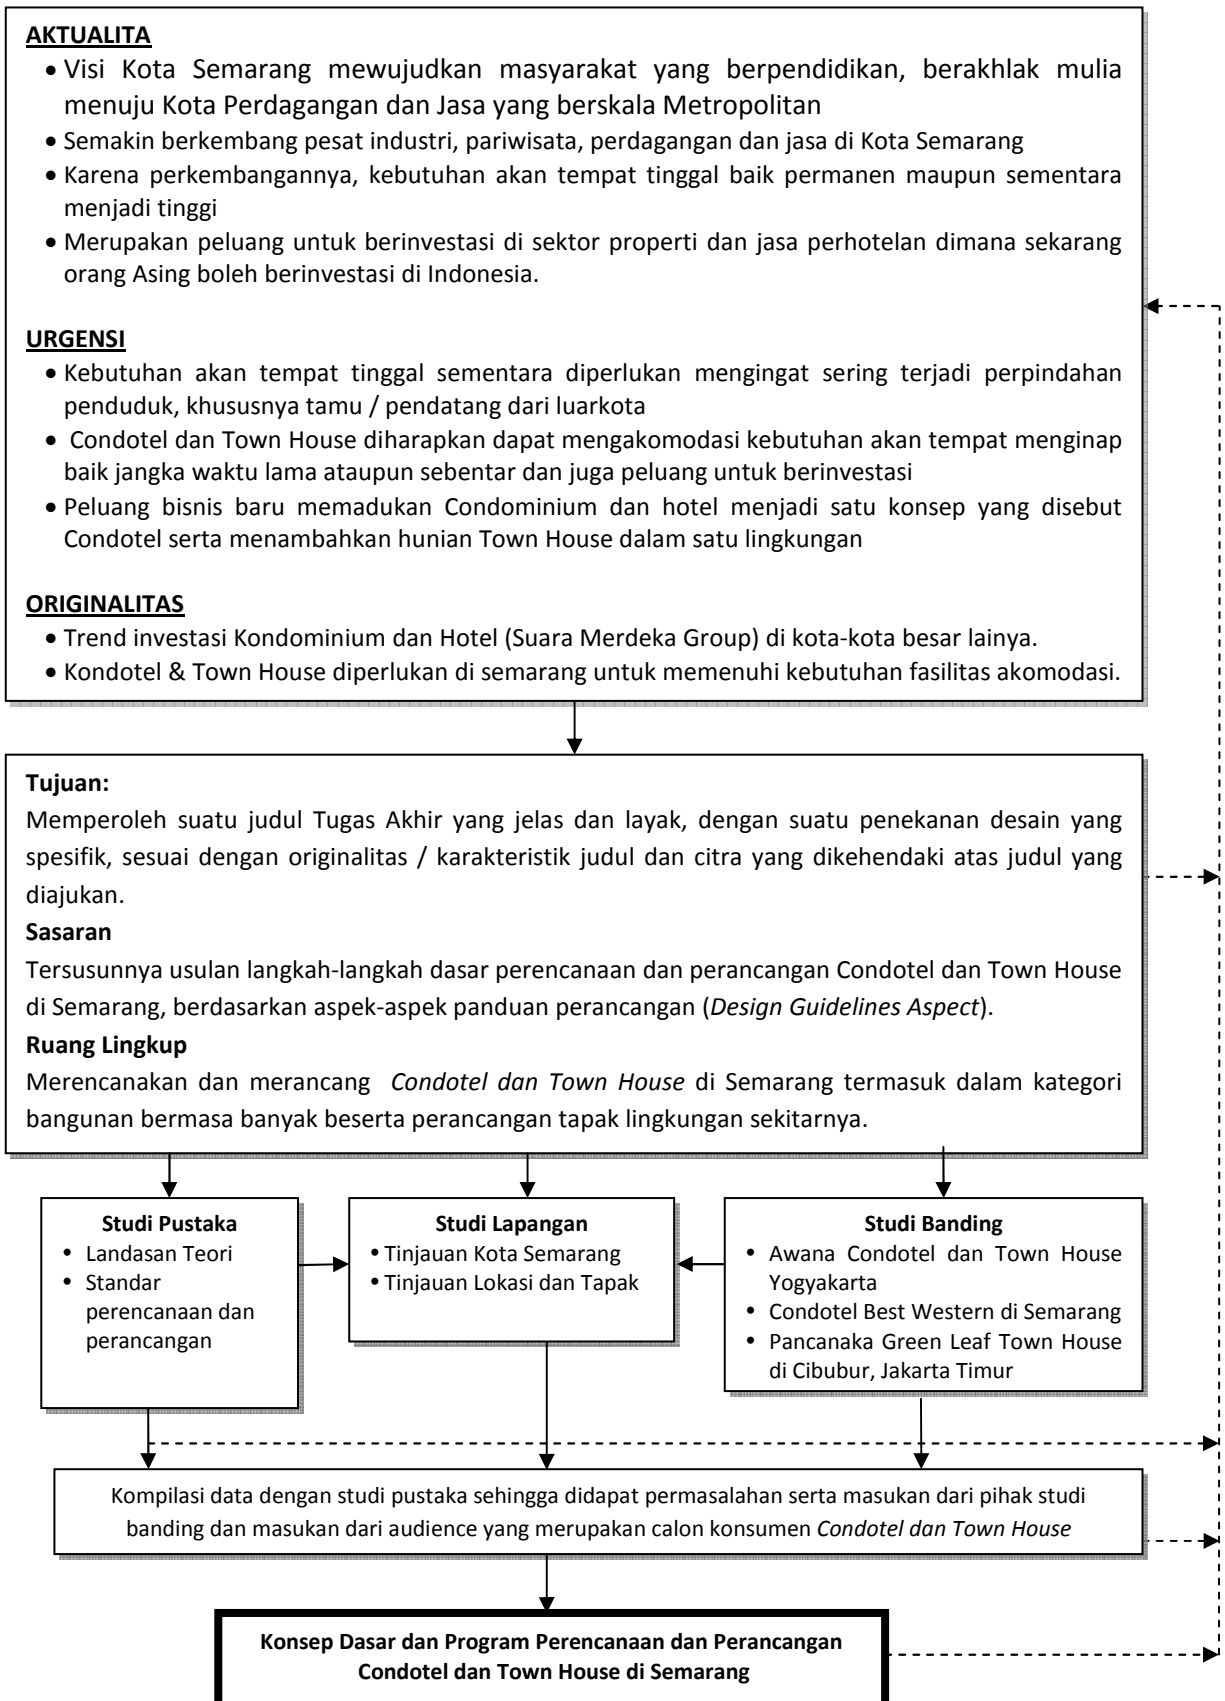 AKTUALITA
• Visi Kota Semarang mewujudkan masyarakat yang berpendidikan, berakhlak mulia
menuju Kota Perdagangan dan Jasa yang berskala Metropolitan
• Semakin berkembang pesat industri, pariwisata, perdagangan dan jasa di Kota Semarang
• Karena perkembangannya, kebutuhan akan tempat tinggal baik permanen maupun sementara
menjadi tinggi
• Merupakan peluang untuk berinvestasi di sektor properti dan jasa perhotelan dimana sekarang
orang Asing boleh berinvestasi di Indonesia.
URGENSI
• Kebutuhan akan tempat tinggal sementara diperlukan mengingat sering terjadi perpindahan
penduduk, khususnya tamu / pendatang dari luarkota
• Condotel dan Town House diharapkan dapat mengakomodasi kebutuhan akan tempat menginap
baik jangka waktu lama ataupun sebentar dan juga peluang untuk berinvestasi
• Peluang bisnis baru memadukan Condominium dan hotel menjadi satu konsep yang disebut
Condotel serta menambahkan hunian Town House dalam satu lingkungan
ORIGINALITAS
• Trend investasi Kondominium dan Hotel (Suara Merdeka Group) di kota-kota besar lainya.
• Kondotel & Town House diperlukan di semarang untuk memenuhi kebutuhan fasilitas akomodasi.
Tujuan:
Memperoleh suatu judul Tugas Akhir yang jelas dan layak, dengan suatu penekanan desain yang
spesifik, sesuai dengan originalitas / karakteristik judul dan citra yang dikehendaki atas judul yang
diajukan.
Sasaran
Tersusunnya usulan langkah-langkah dasar perencanaan dan perancangan Condotel dan Town House
di Semarang, berdasarkan aspek-aspek panduan perancangan (Design Guidelines Aspect).
Ruang Lingkup
Merencanakan dan merancang Condotel dan Town House di Semarang termasuk dalam kategori
bangunan bermasa banyak beserta perancangan tapak lingkungan sekitarnya.
Studi Pustaka
• Landasan Teori
• Standar
perencanaan dan
perancangan
Studi Lapangan
• Tinjauan Kota Semarang
• Tinjauan Lokasi dan Tapak
Studi Banding
• Awana Condotel dan Town House
Yogyakarta
• Condotel Best Western di Semarang
• Pancanaka Green Leaf Town House
di Cibubur, Jakarta Timur
Kompilasi data dengan studi pustaka sehingga didapat permasalahan serta masukan dari pihak studi
banding dan masukan dari audience yang merupakan calon konsumen Condotel dan Town House
Konsep Dasar dan Program Perencanaan dan Perancangan
Condotel dan Town House di Semarang